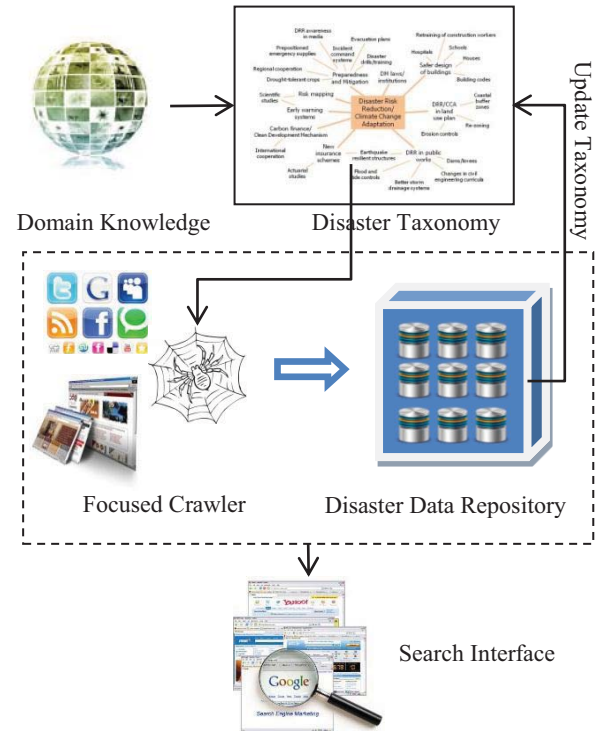 DRR awareness
in media
Evacuation plans
Prepositioned
emergency supplies
Incident
command
systems
Disaster
drills/training
Regional cooperation
Preparedness
and Mitigation
DM laws/
institutions
Drought-tolerant crops
Retraining of construction workers
Schools
Hospitals
Houses
Safer design
of buildings
Building codes
Scientific
studies
Risk mapping
Early warning
systems
Disaster Risk
Reduction/
Climate Change
Adaptation
DRR/CCA
in land
use plan
Coastal
buffer
zones
Re-zoning
Erosion controls
Carbon finance/
Clean Development Mechanism
International
cooperation
New
insurance
schemes
Actuarial
studies
Earthquake
resilient structures
DRR in public
works
Dams/levees
Flood and
tide controls
Better storm
drainage systems
Changes in civil
engineering curricula
Update Taxonomy
Domain Knowledge
Disaster Taxonomy
Focused Crawler
Disaster Data Repository
YAHOO!
Google
Search Engine Marketing
Search Interface